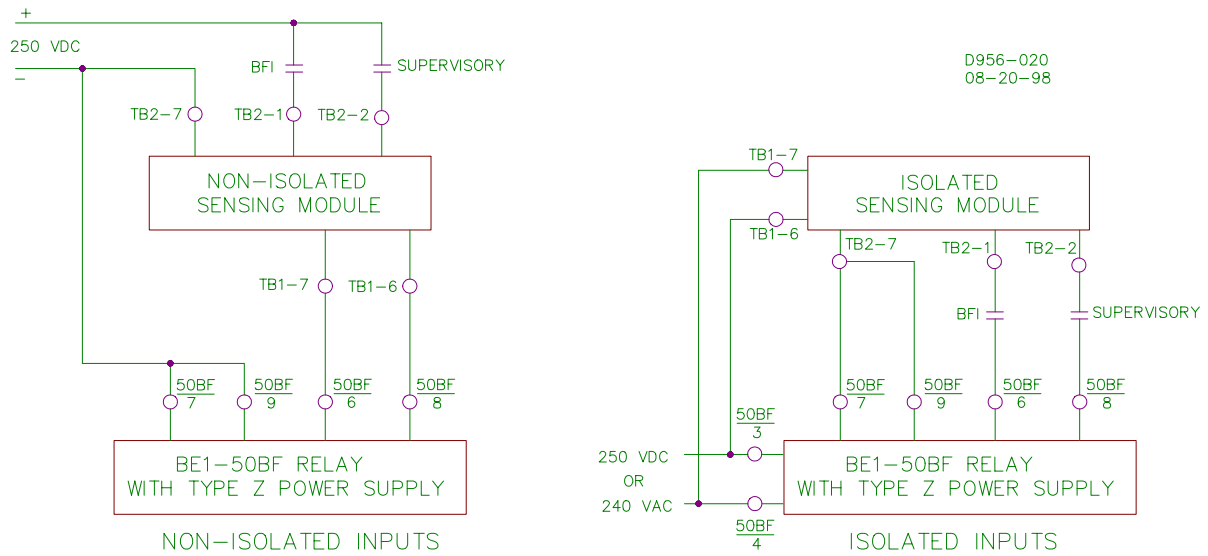 +
250 VDC
−
BFI
SUPERVISORY
TB2-7
TB2-1
TB2-2
NON-ISOLATED
SENSING MODULE
TB1-7
TB1-6
50BF
7
50BF
9
50BF
6
50BF
8
BE1-50BF RELAY
WITH TYPE Z POWER SUPPLY
NON-ISOLATED INPUTS
D956-020
08-20-98
TB1-7
ISOLATED
SENSING MODULE
TB1-6
TB2-7
TB2-1
TB2-2
BFI
SUPERVISORY
50BF
7
50BF
9
50BF
6
50BF
8
50BF
3
250 VDC
OR
240 VAC
50BF
4
BE1-50BF RELAY
WITH TYPE Z POWER SUPPLY
ISOLATED INPUTS